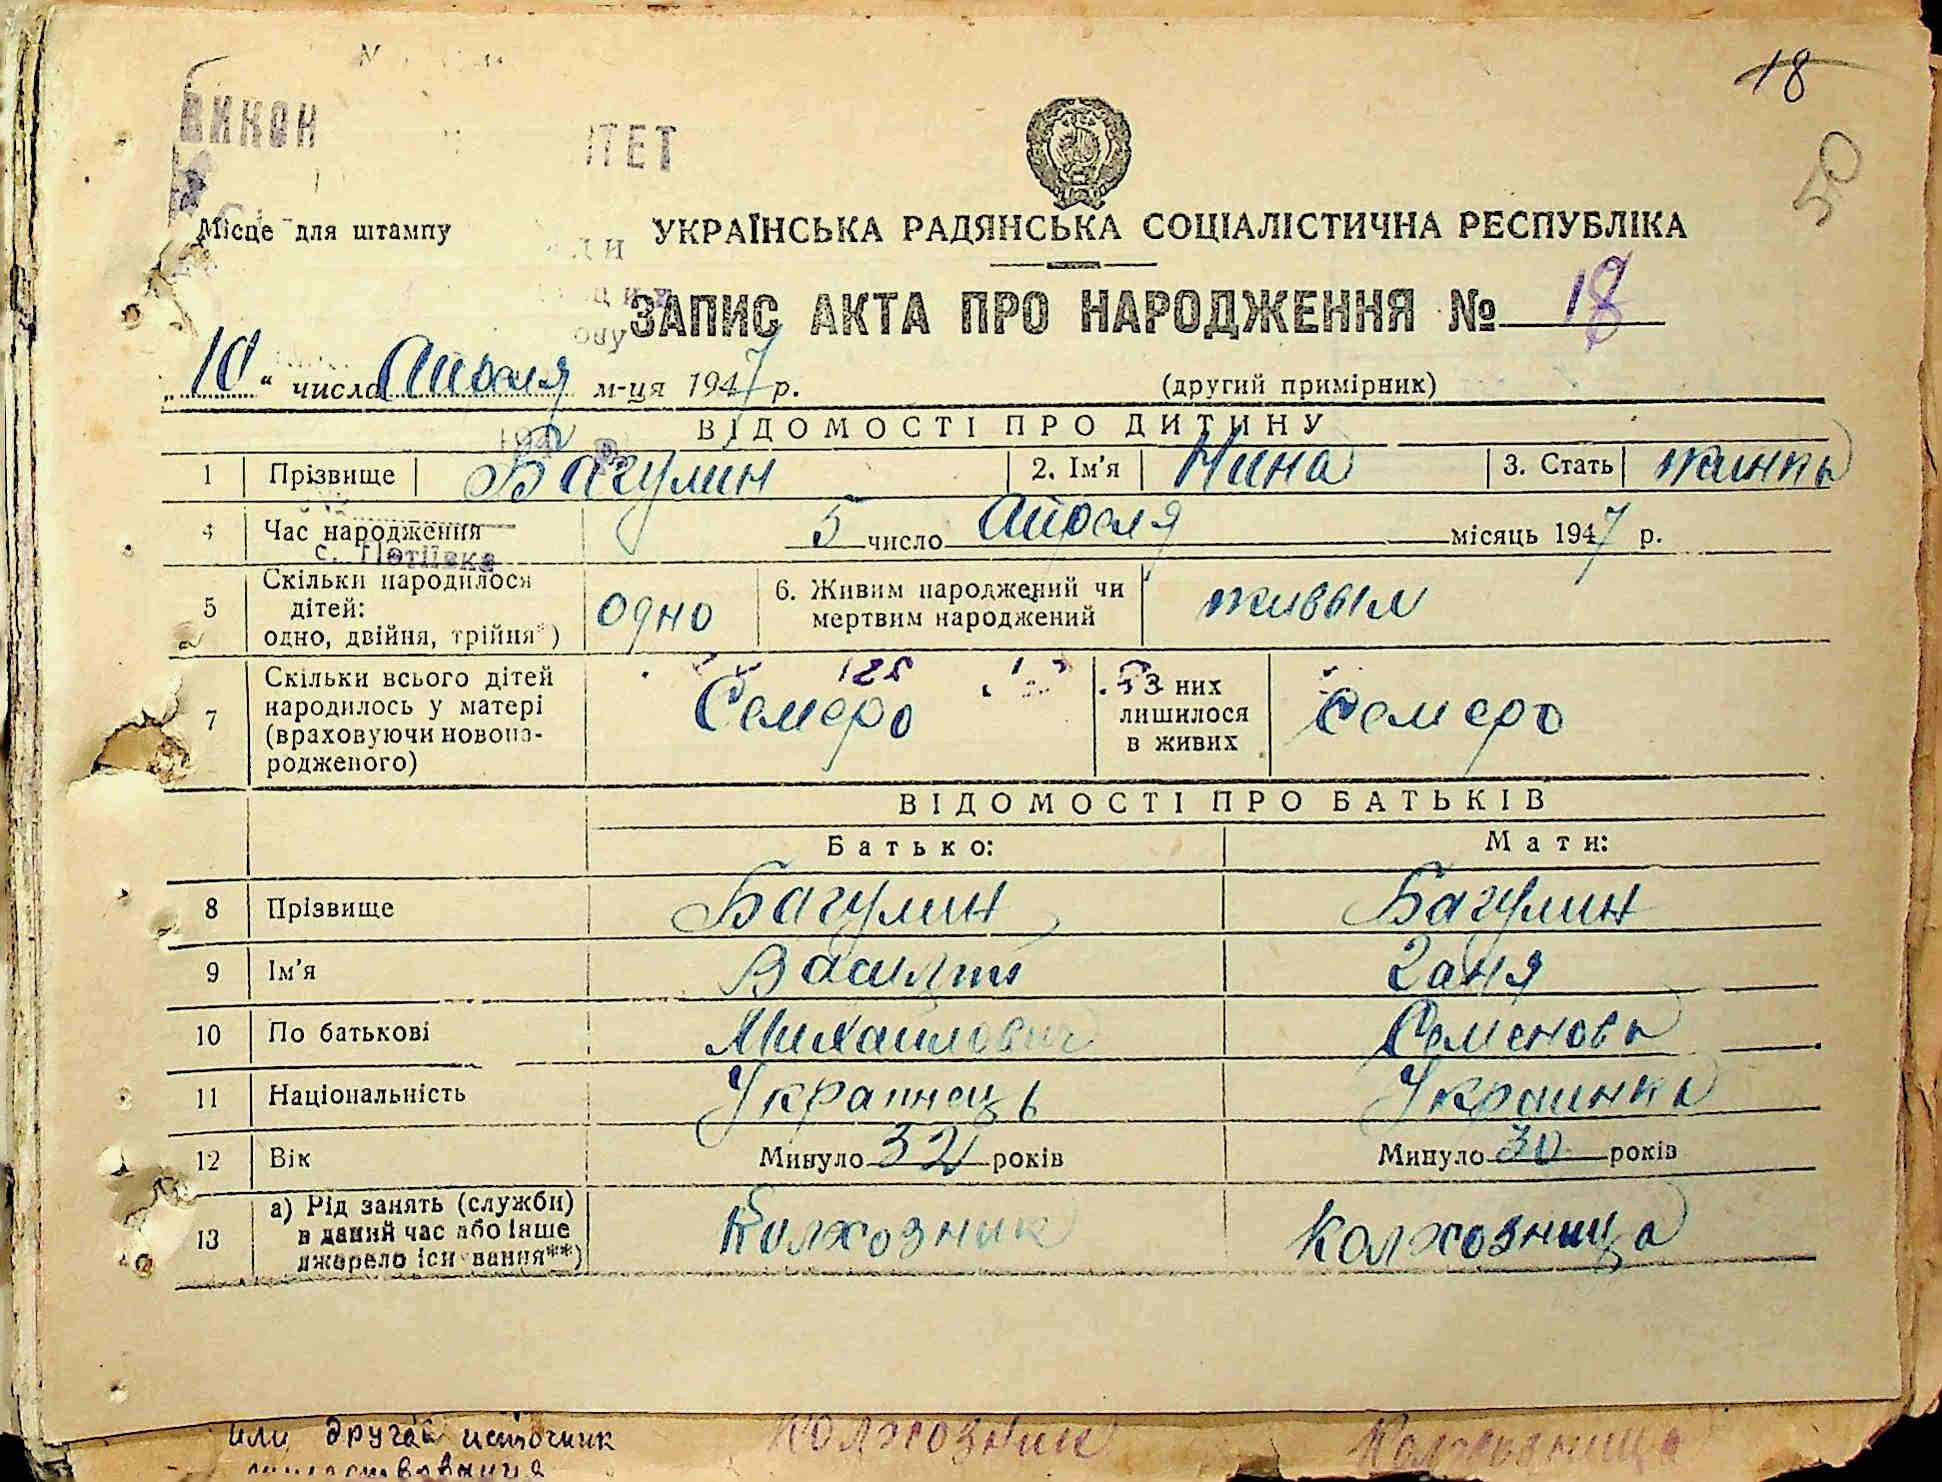 18
50
ВИКОН ІТЕТ
Місце для штампу
УКРАЇНСЬКА РАДЯНСЬКА СОЦІАЛІСТИЧНА РЕСПУБЛІКА
ЗАПИС АКТА ПРО НАРОДЖЕННЯ № 18
„10“ числа Апреля м-ця 1947 р. (другий примірник)
ВІДОМОСТІ ПРО ДИТИНУ
1 Прізвище Багулин 2. Ім'я Нина 3. Стать
4 Час народження 5 число Апреля місяць 1947 р.
с. Потіївка
5 Скільки народилося дітей: одно, двійня, трійня*) одно 6. Живим народжений чи мертвим народжений живым
7 Скільки всього дітей народилось у матері (враховуючи новона-родженого) Семеро З них лишилося в живих Семеро
ВІДОМОСТІ ПРО БАТЬКІВ
Батько: Мати:
8 Прізвище Багулин Багулин
9 Ім'я Василий Ганя
10 По батькові Михайлович Семенова
11 Національність Украинець Украинка
12 Вік Минуло 32 років Минуло 30 років
13 а) Рід занять (служби) в даний час або інше джерело існування**) Колхозник Колхозница
или другой источник Колхозник Колхозница
существования